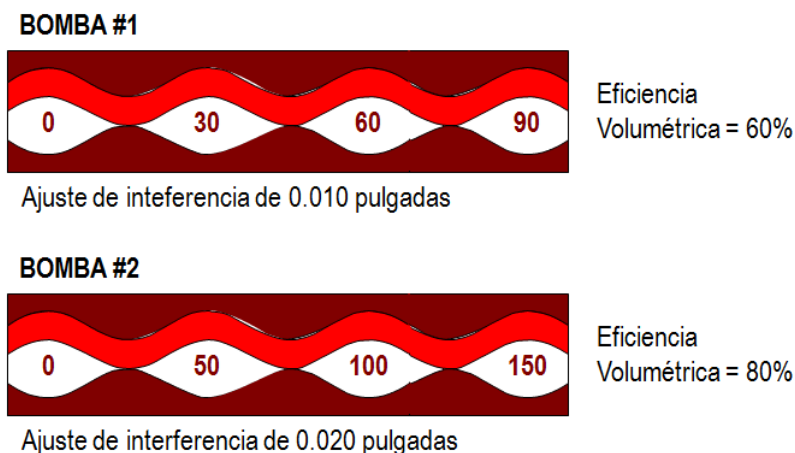 BOMBA #1
0 30 60 90
Eficiencia
Volumétrica = 60%
Ajuste de inteferencia de 0.010 pulgadas
BOMBA #2
0 50 100 150
Eficiencia
Volumétrica = 80%
Ajuste de interferencia de 0.020 pulgadas